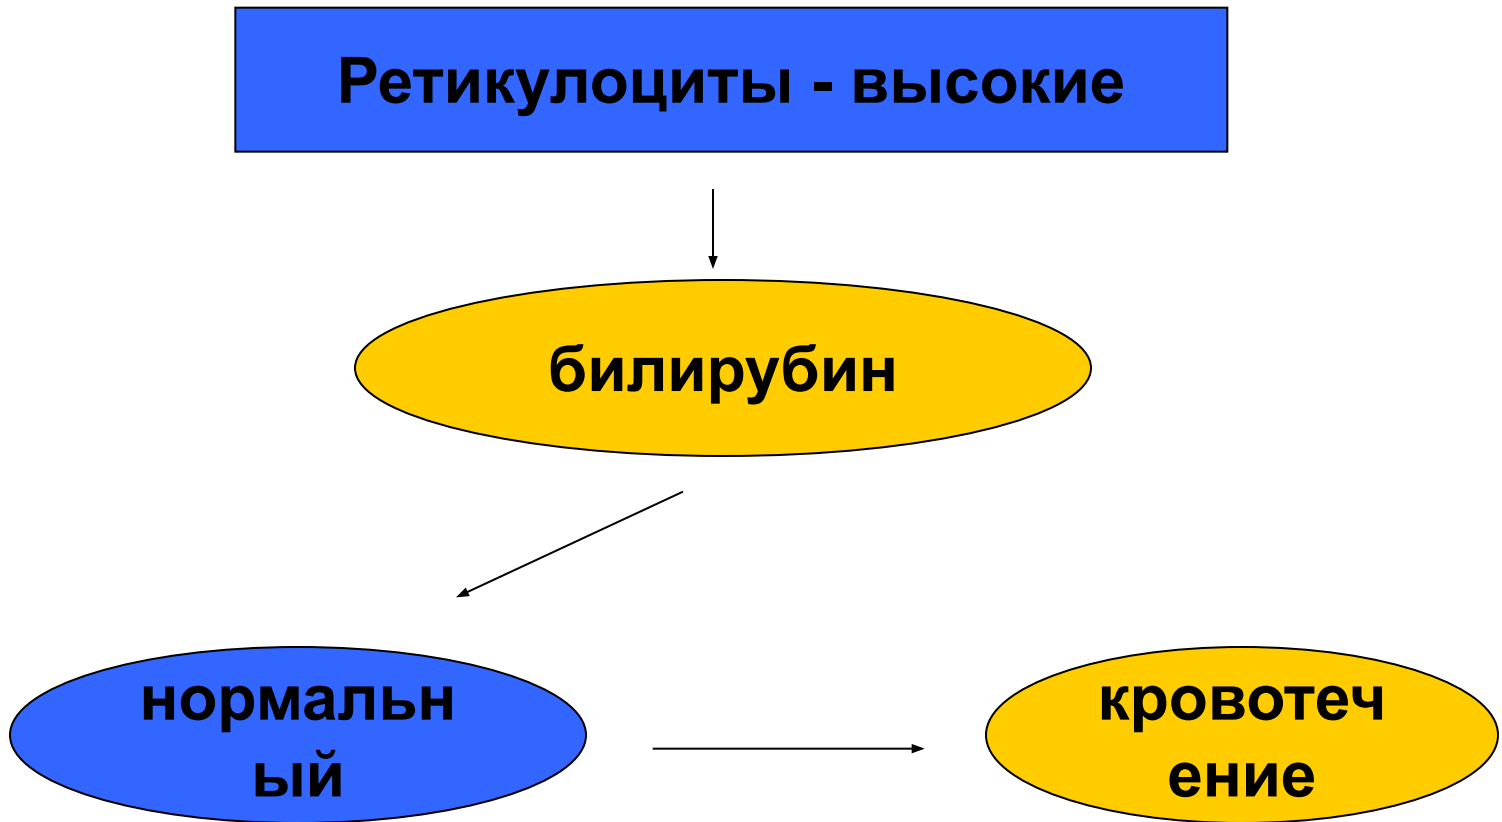 Ретикулоциты - высокие
билирубин
нормальн
ый
кровотеч
ение